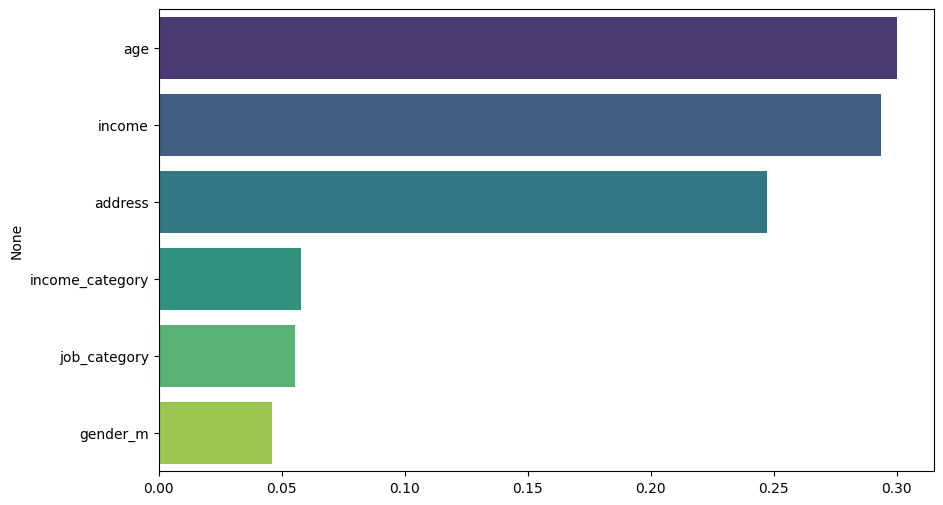 age
income
address
income_category
job_category
gender_m
None
0.00 0.05 0.10 0.15 0.20 0.25 0.30